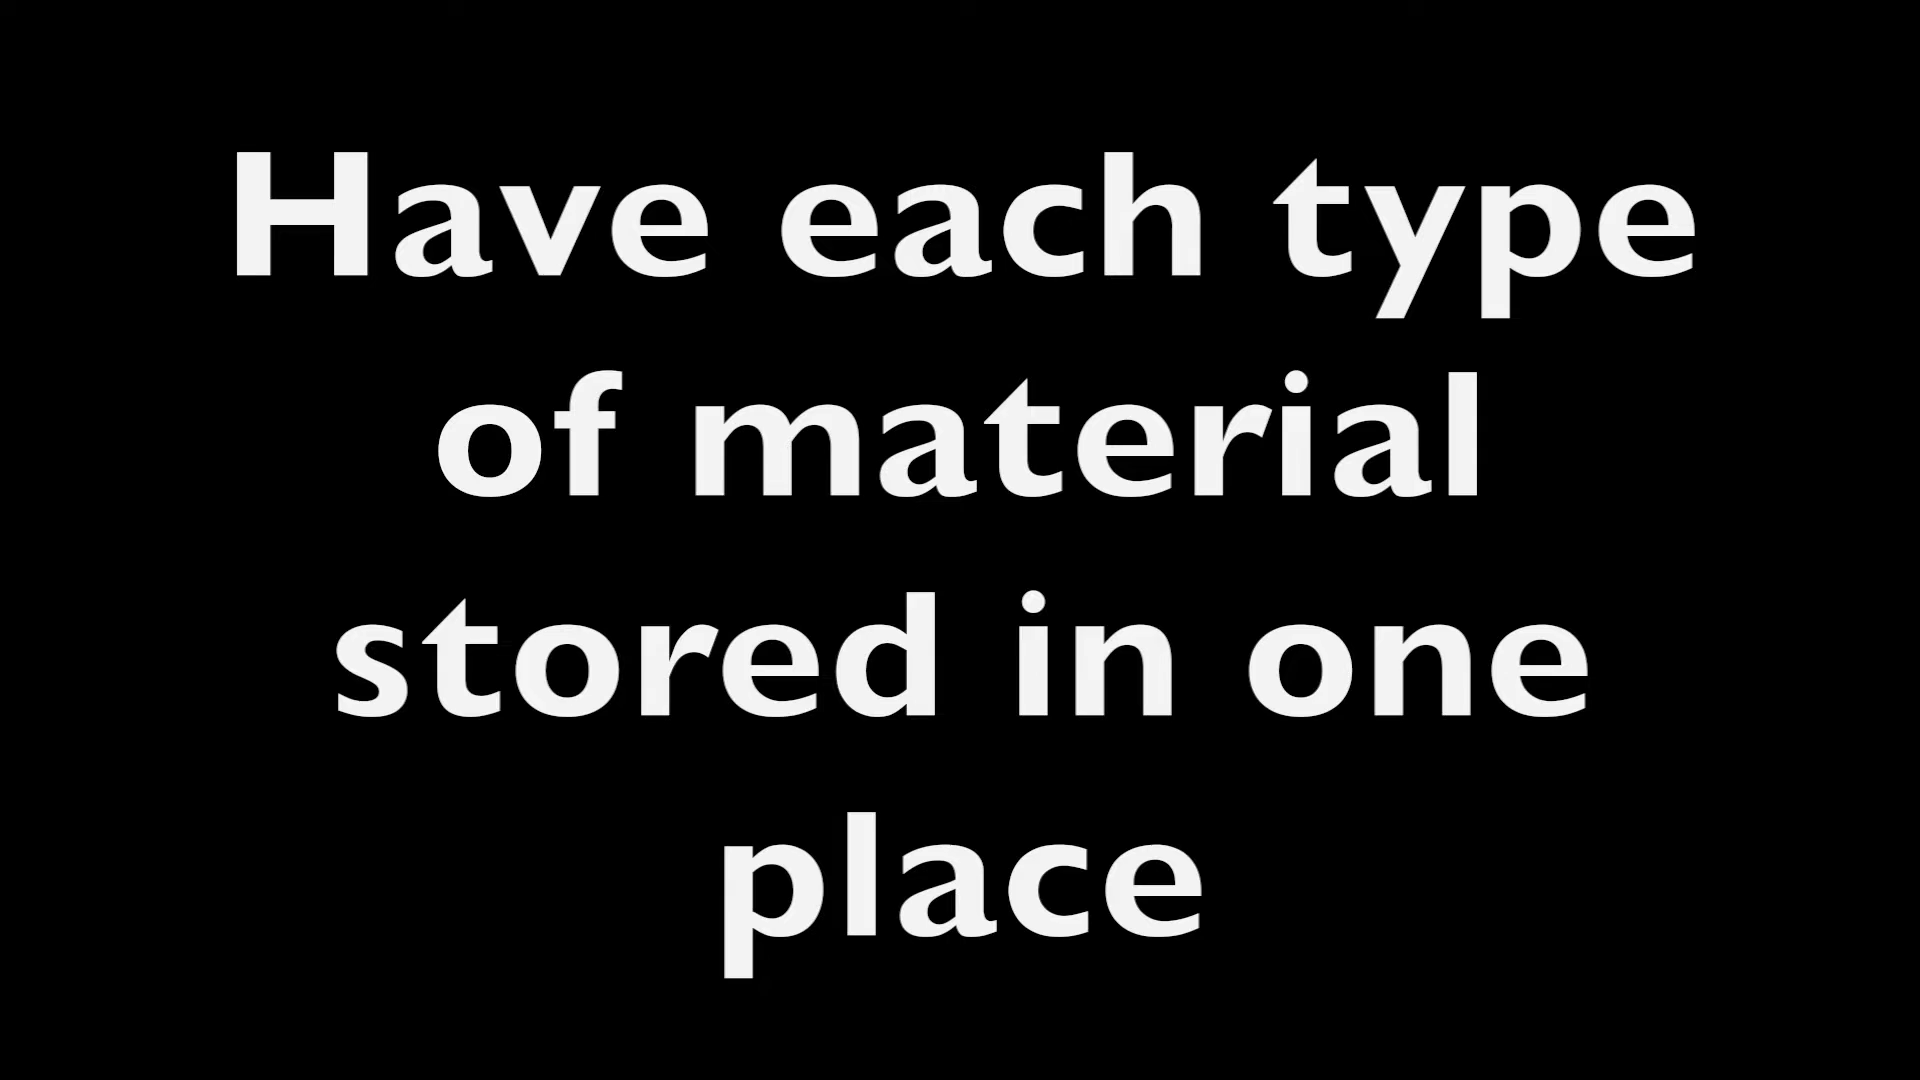 Have each type
of material
stored in one
place